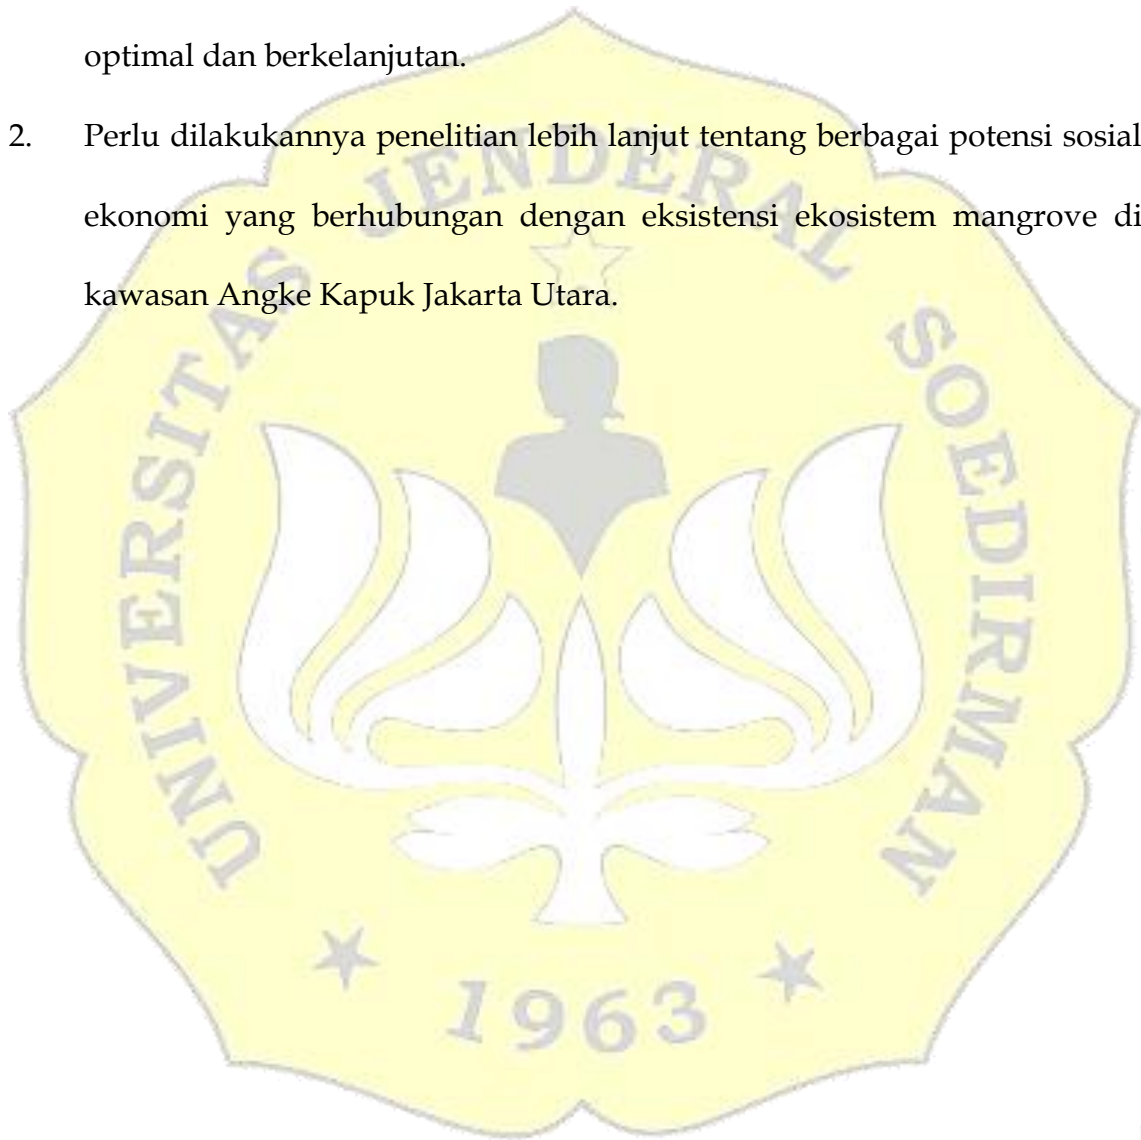 optimal dan berkelanjutan.
2. Perlu dilakukannya penelitian lebih lanjut tentang berbagai potensi sosial
ekonomi yang berhubungan dengan eksistensi ekosistem mangrove di
kawasan Angke Kapuk Jakarta Utara.
UNIVERSITAS JENDERAL SOEDIRMAN
1963